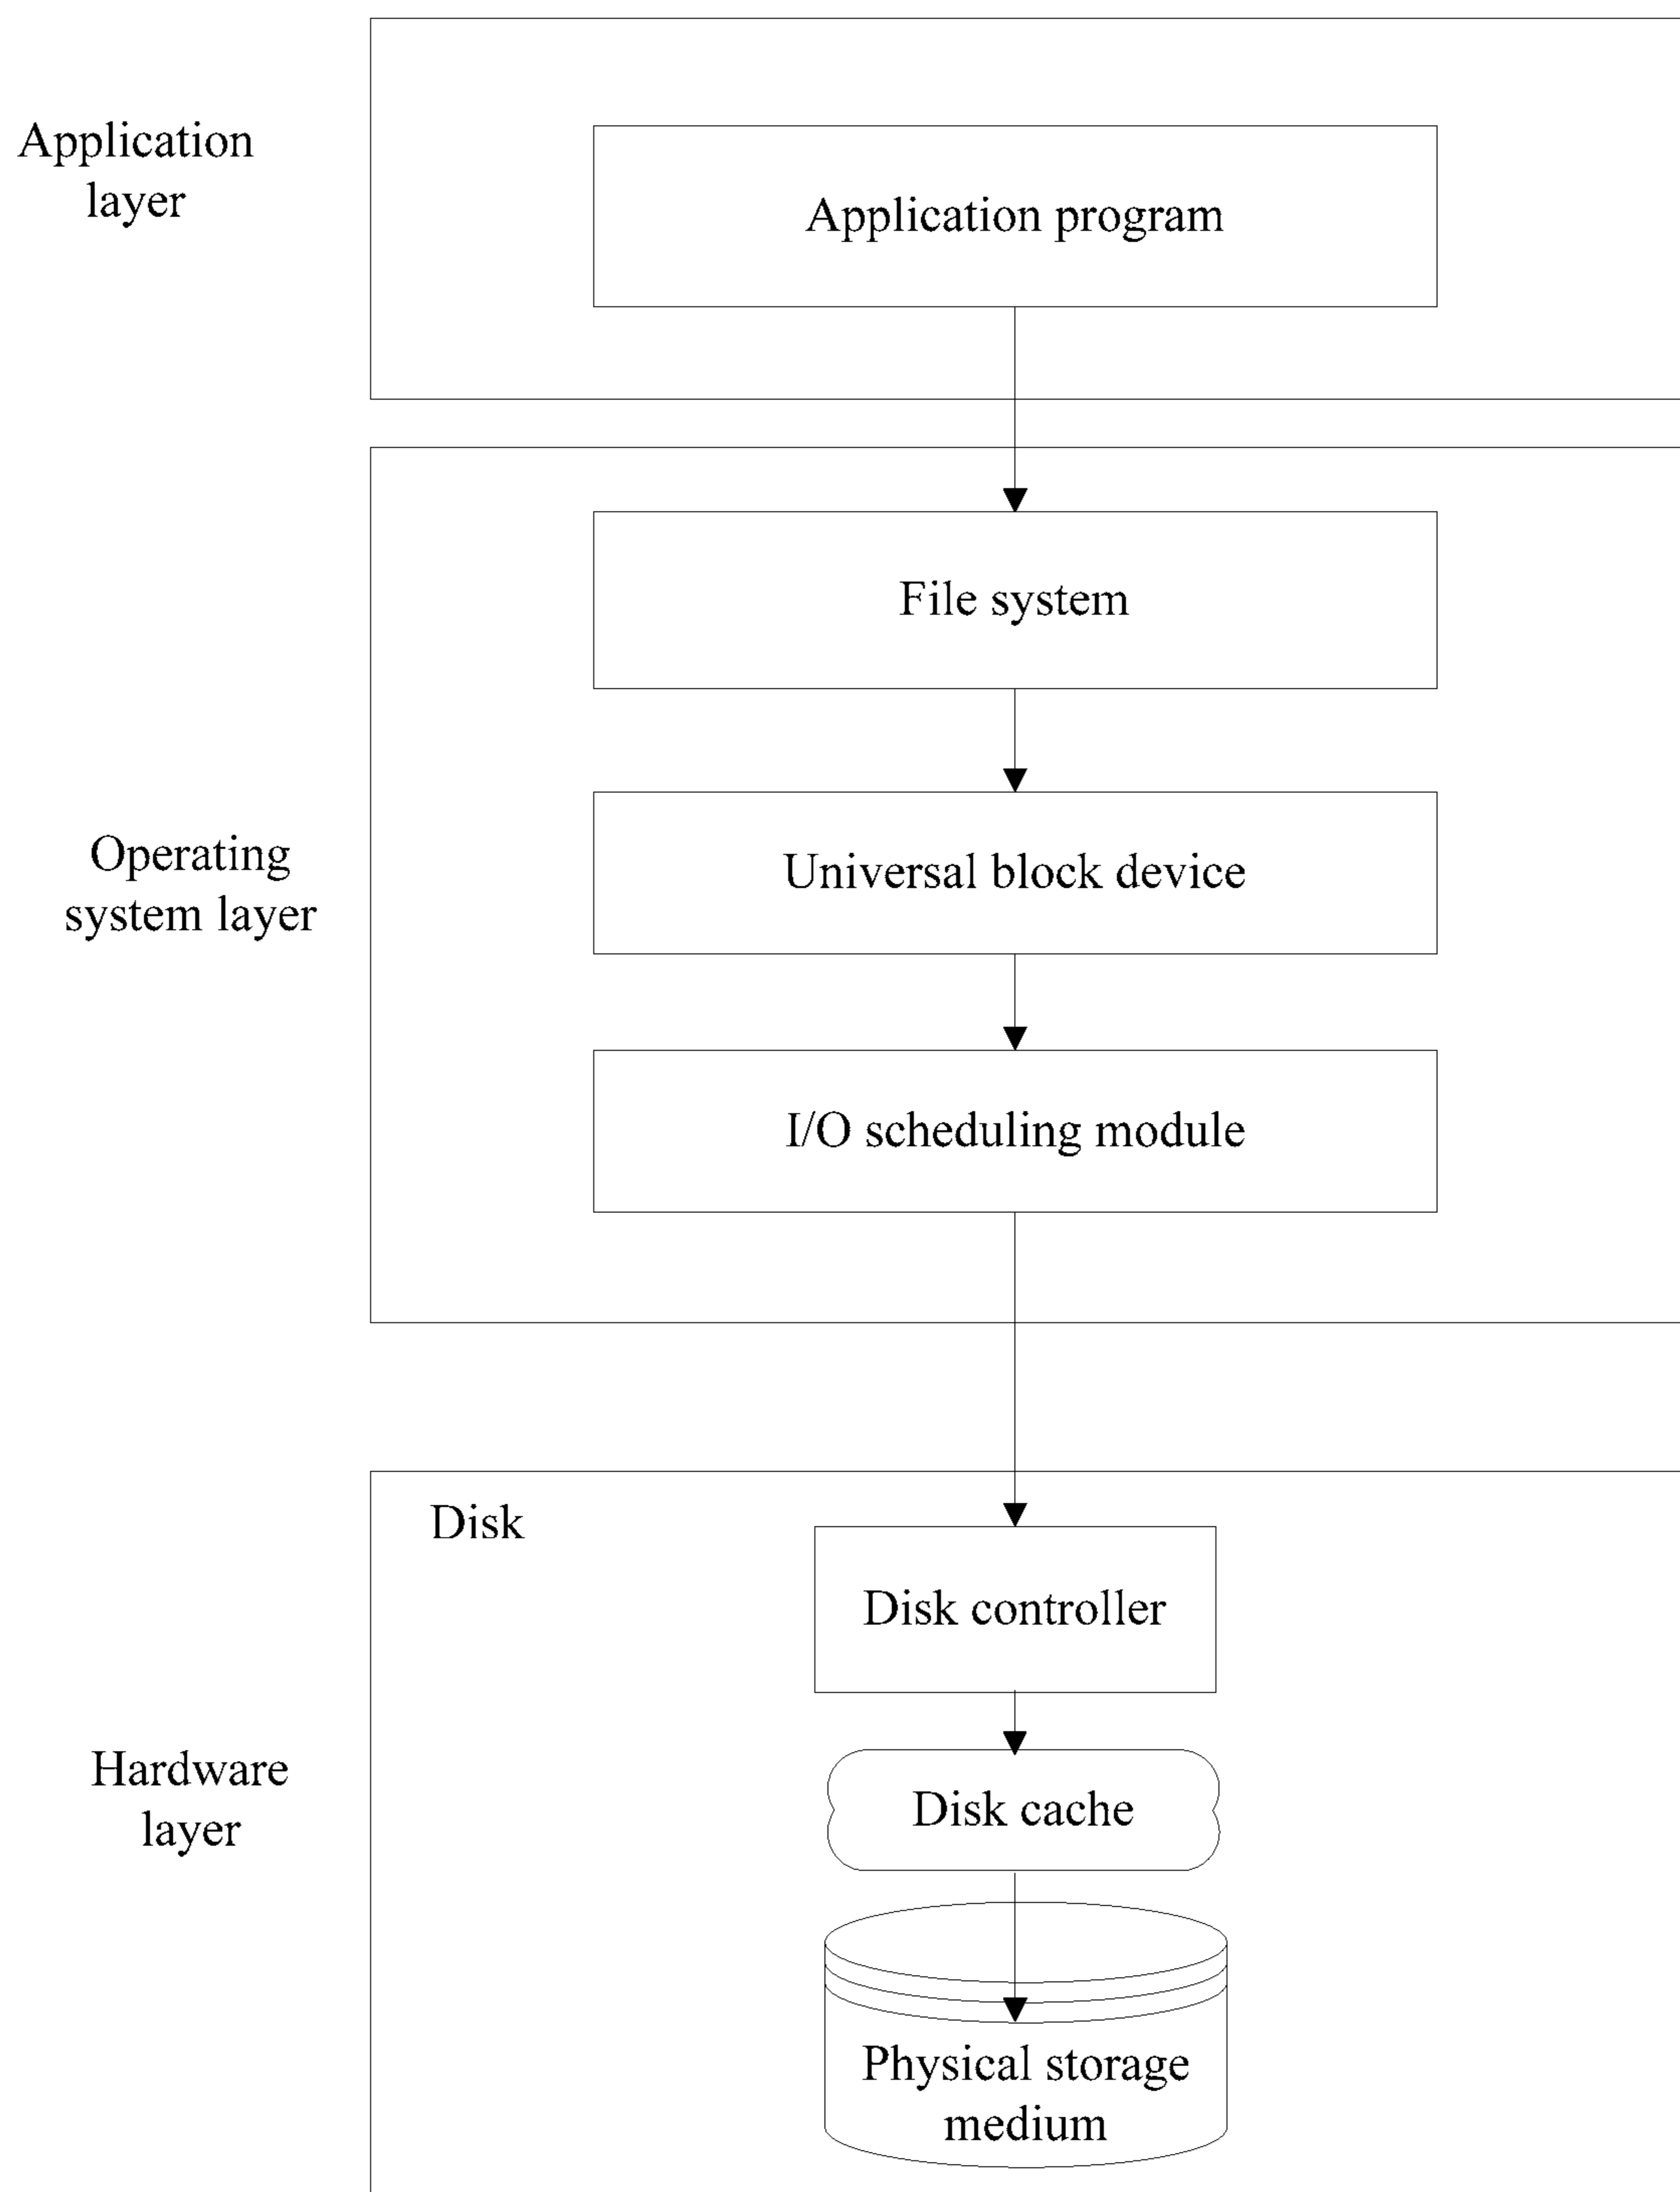 Application
layer
Application program
File system
Universal block device
Operating
system layer
I/O scheduling module
Disk
Disk controller
Hardware
layer
Disk cache
Physical storage
medium